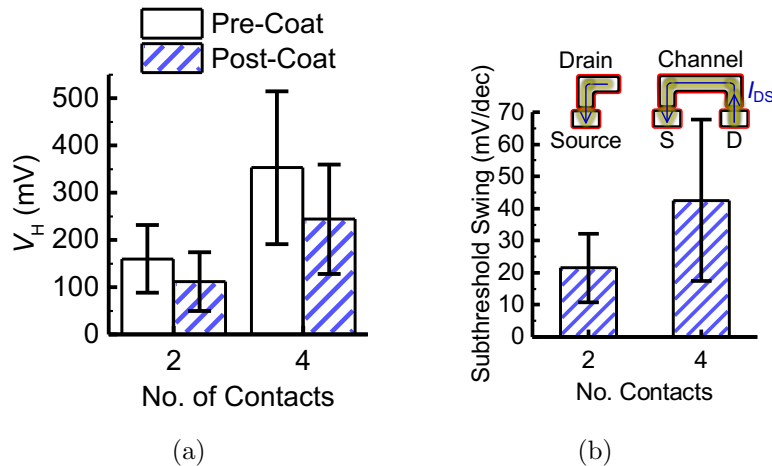 Pre-Coat
Post-Coat
500
400
300
200
100
0
V_H (mV)
2 4
No. of Contacts
(a)
Drain Channel
I_DS
Source S D
70
60
50
40
30
20
10
0
Subthreshold Swing (mV/dec)
2 4
No. Contacts
(b)